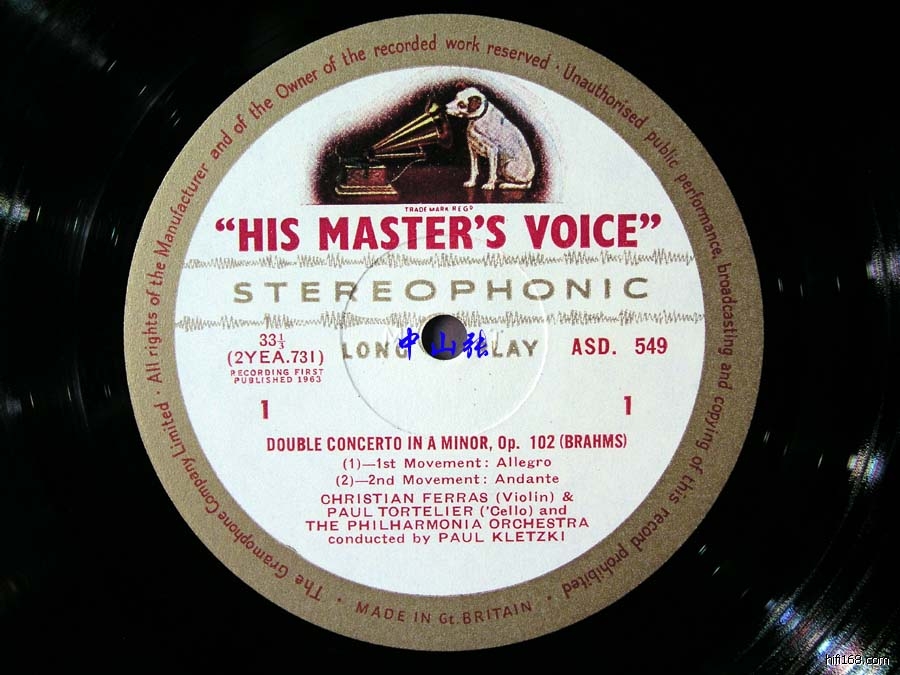 The Gramophone Company Limited · All rights of the Manufacturer and of the Owner of the recorded work reserved · Unauthorised public performance, broadcasting and copying of this record prohibited
TRADE MARK REGD
“HIS MASTER'S VOICE”
STEREOPHONIC
33⅓
(2YEA.731)
RECORDING FIRST
PUBLISHED 1963
LONG PLAY
中山张
ASD. 549
1
1
DOUBLE CONCERTO IN A MINOR, Op. 102 (BRAHMS)
(1)—1st Movement: Allegro
(2)—2nd Movement: Andante
CHRISTIAN FERRAS (Violin) &
PAUL TORTELIER ('Cello) and
THE PHILHARMONIA ORCHESTRA
conducted by PAUL KLETZKI
· MADE IN Gt. BRITAIN ·
hifi168.com